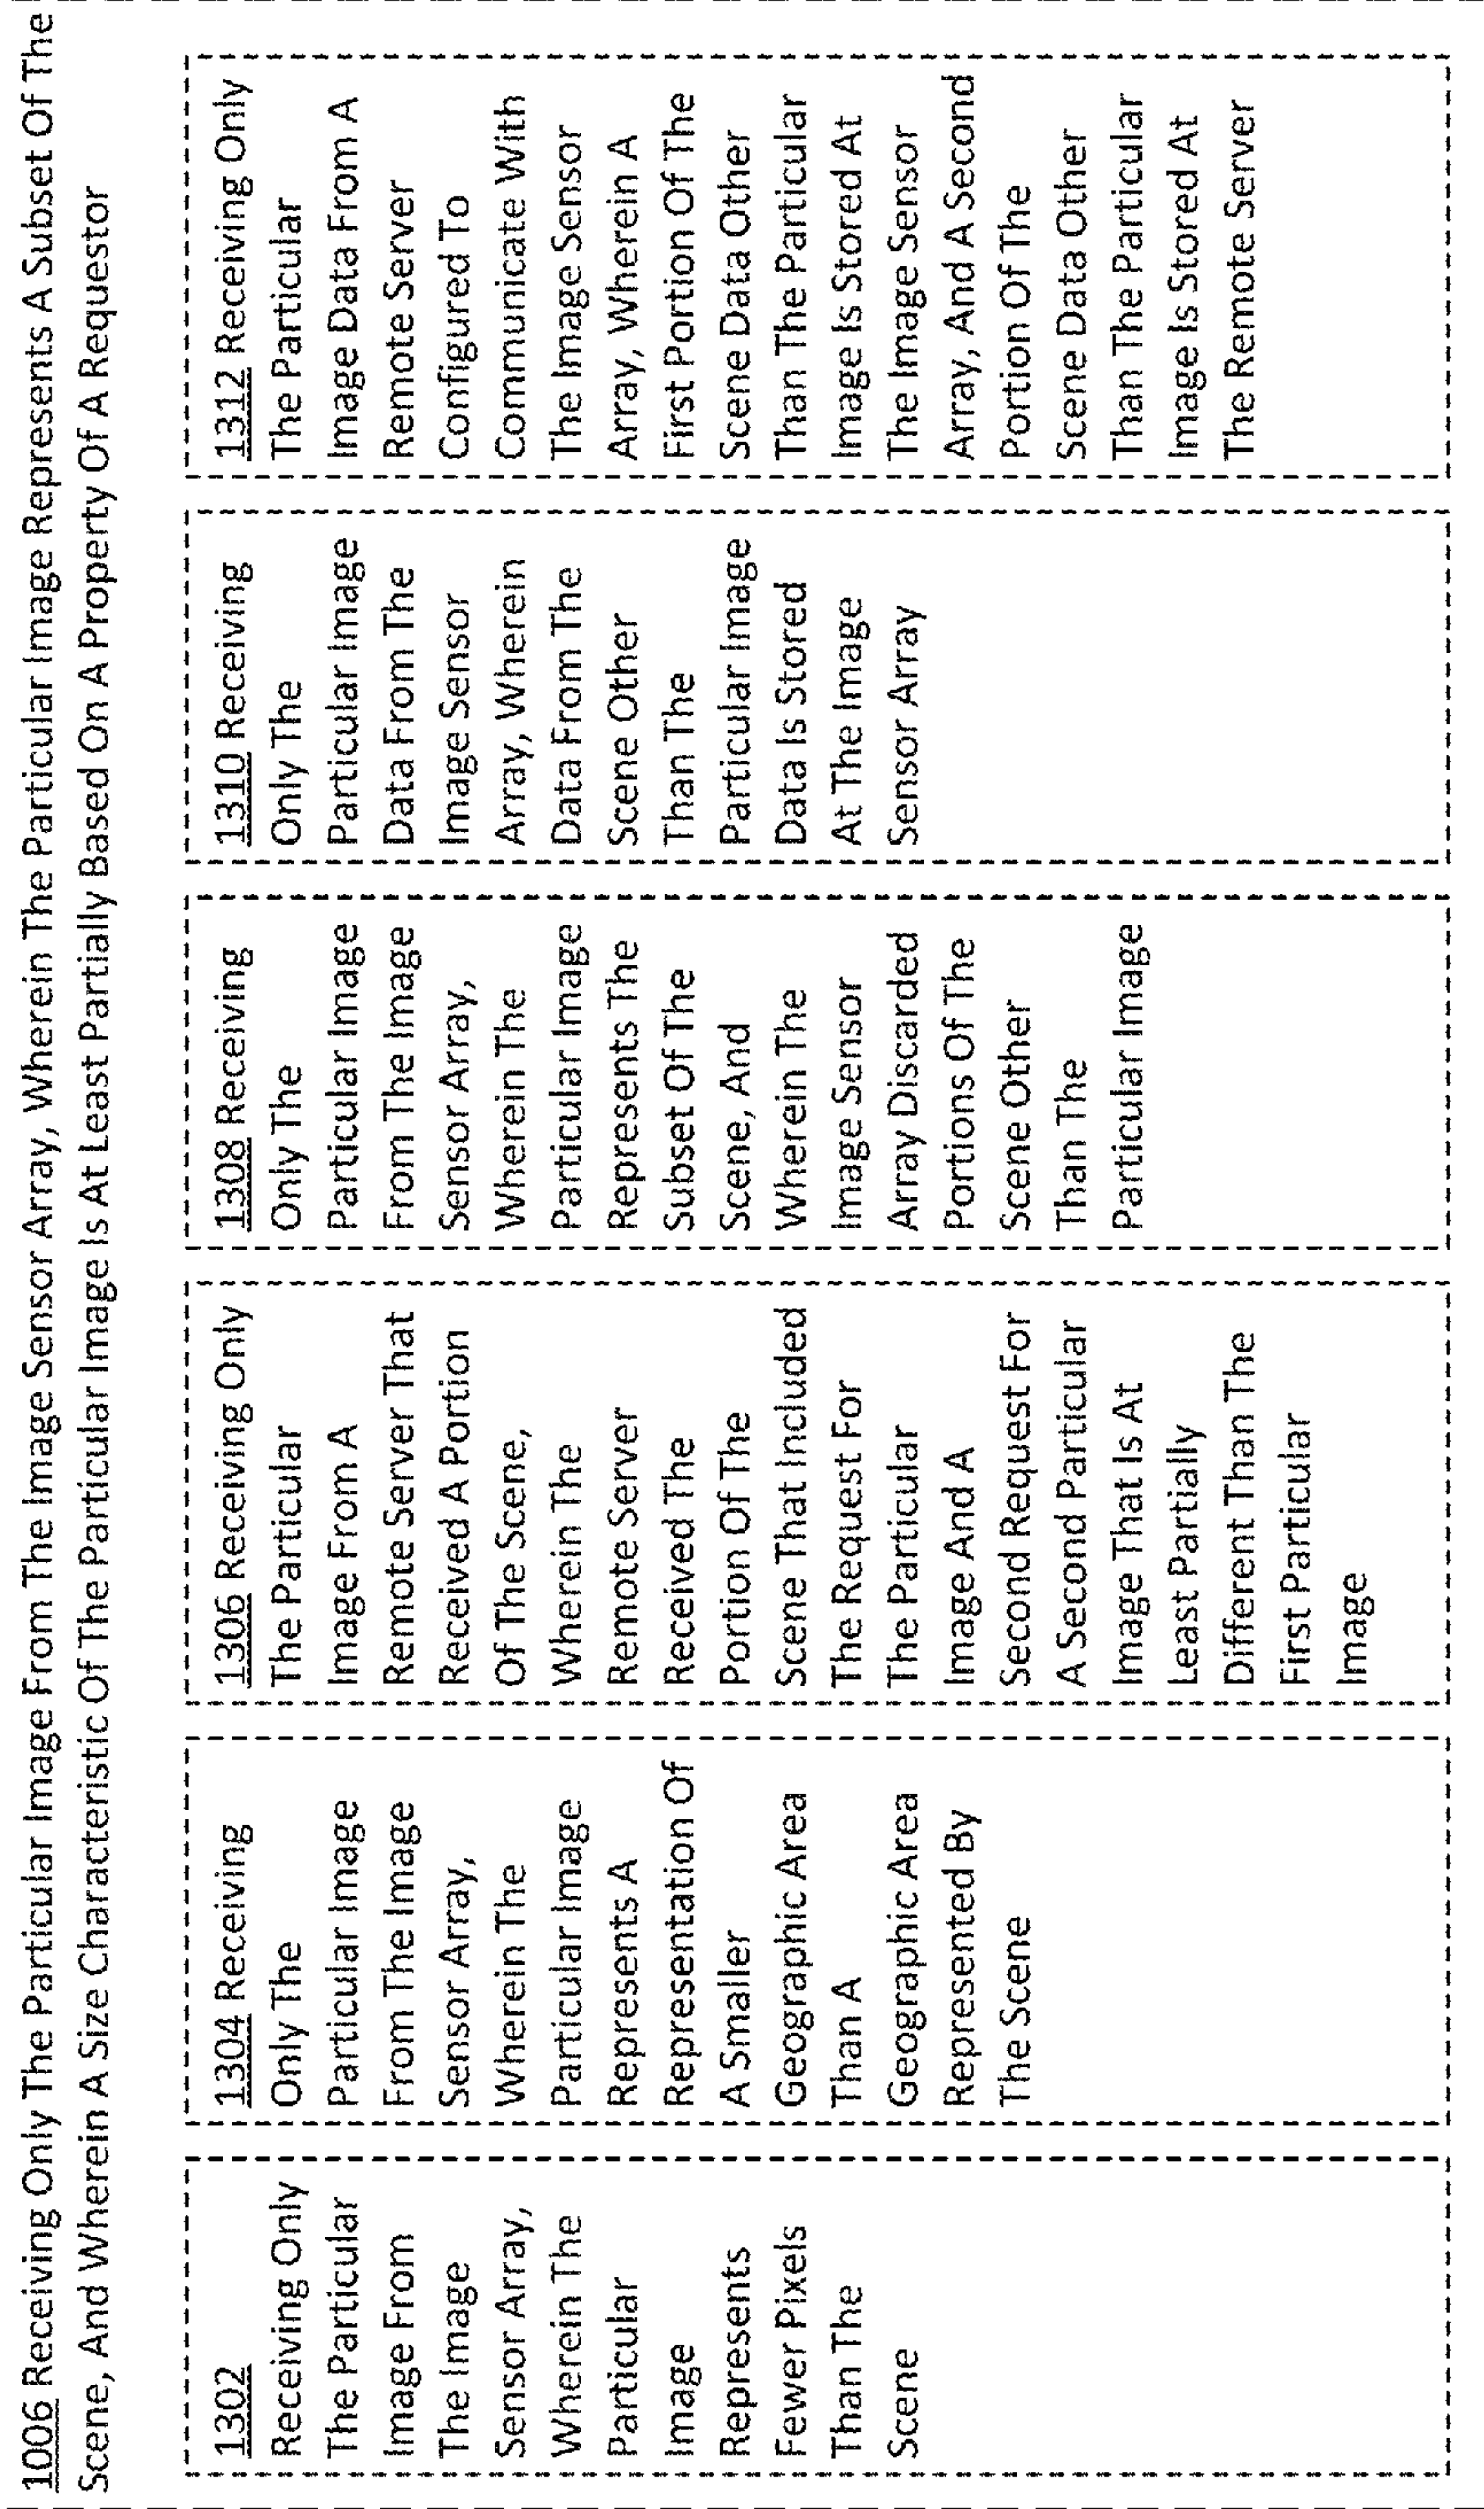 1006 Receiving Only The Particular Image From The Image Sensor Array, Wherein The Particular Image Represents A Subset Of The
Scene, And Wherein A Size Characteristic Of The Particular Image Is At Least Partially Based On A Property Of A Requestor
1302
Receiving Only
The Particular
Image From
The Image
Sensor Array,
Wherein The
Particular
Image
Represents
Fewer Pixels
Than The
Scene
1304 Receiving
Only The
Particular Image
From The Image
Sensor Array,
Wherein The
Particular Image
Represents A
Representation Of
A Smaller
Geographic Area
Than A
Geographic Area
Represented By
The Scene
1306 Receiving Only
The Particular
Image From A
Remote Server That
Received A Portion
Of The Scene,
Wherein The
Remote Server
Received The
Portion Of The
Scene That Included
The Request For
The Particular
Image And A
Second Request For
A Second Particular
Image That Is At
Least Partially
Different Than The
First Particular
Image
1308 Receiving
Only The
Particular Image
From The Image
Sensor Array,
Wherein The
Particular Image
Represents The
Subset Of The
Scene, And
Wherein The
Image Sensor
Array Discarded
Portions Of The
Scene Other
Than The
Particular Image
1310 Receiving
Only The
Particular Image
Data From The
Image Sensor
Array, Wherein
Data From The
Scene Other
Than The
Particular Image
Data Is Stored
At The Image
Sensor Array
1312 Receiving Only
The Particular
Image Data From A
Remote Server
Configured To
Communicate With
The Image Sensor
Array, Wherein A
First Portion Of The
Scene Data Other
Than The Particular
Image Is Stored At
The Image Sensor
Array, And A Second
Portion Of The
Scene Data Other
Than The Particular
Image Is Stored At
The Remote Server